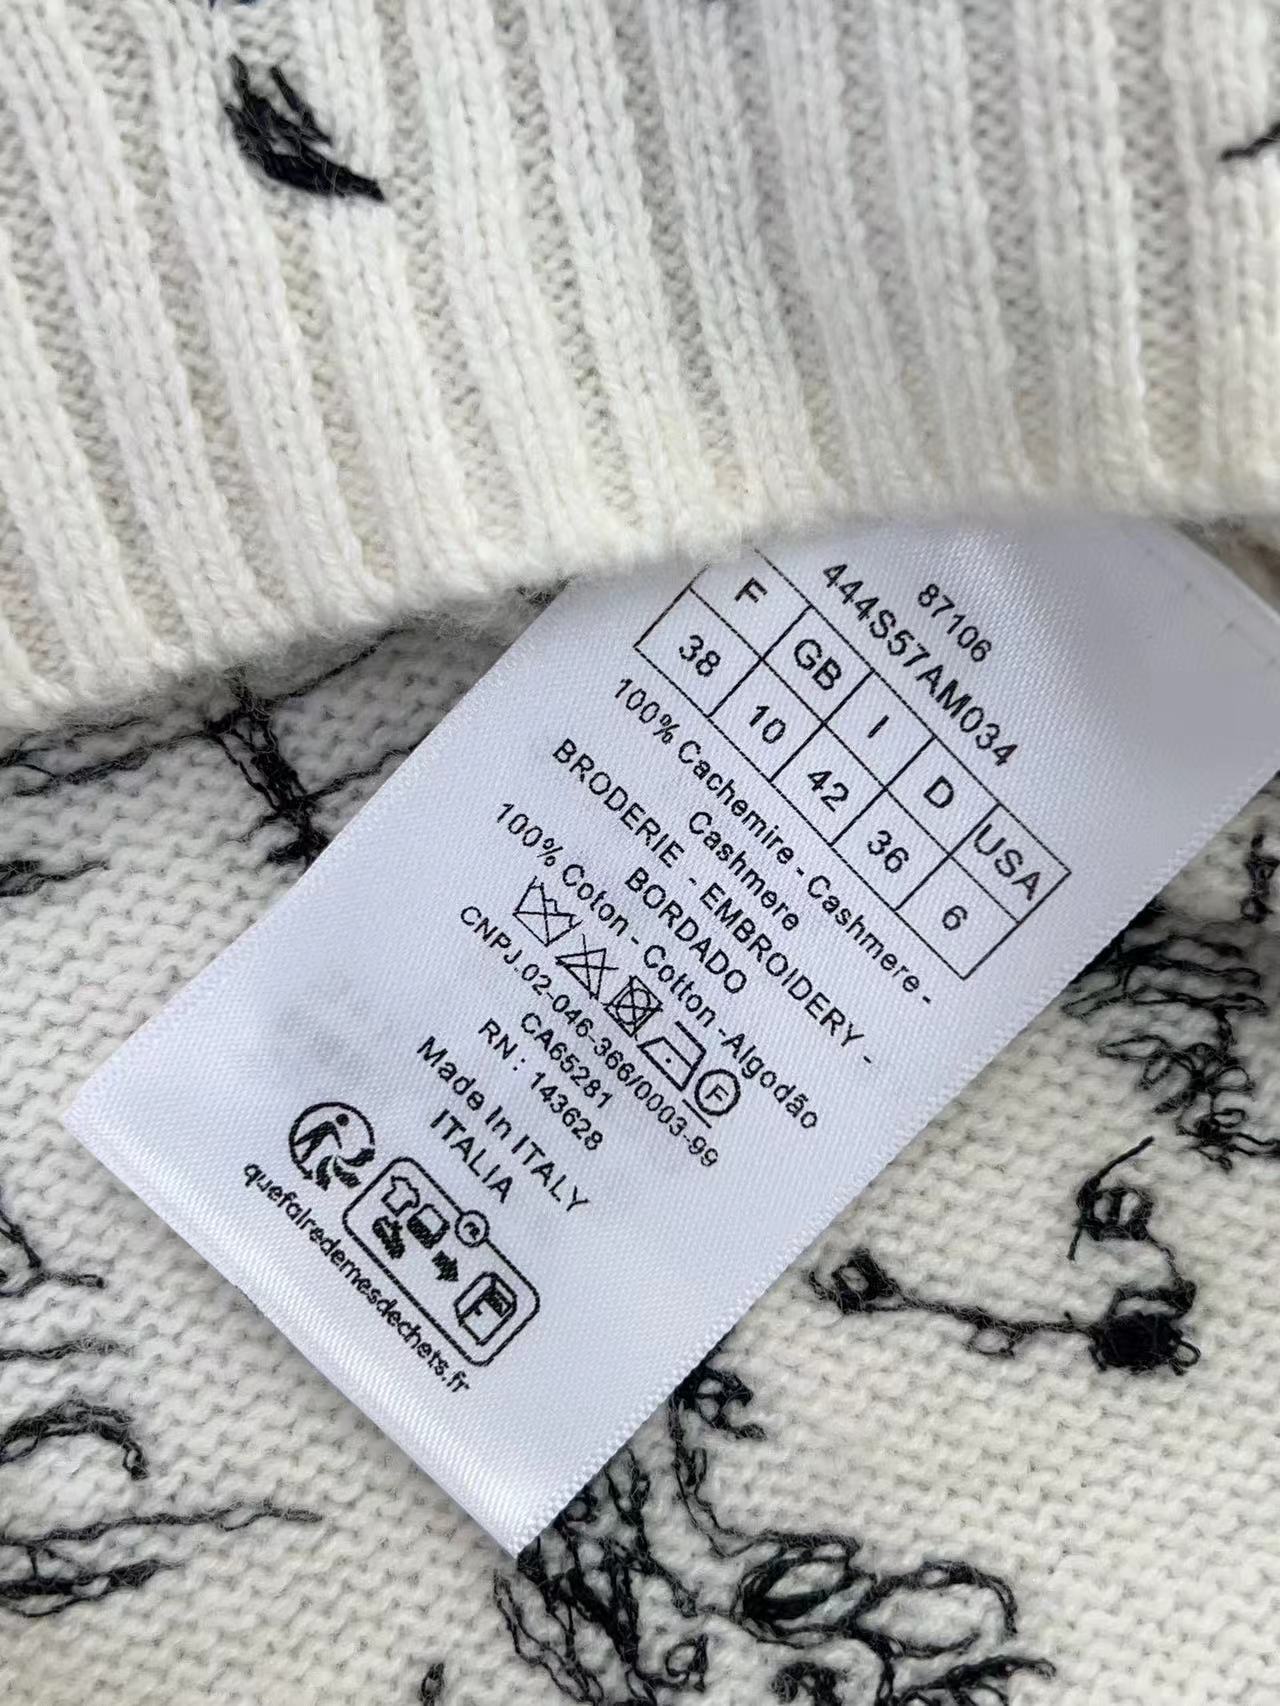 87106
444S57AM034
F GB I D USA
38 10 42 36 6
100% Cachemire - Cashmere -
Cashmere
BRODERIE - EMBROIDERY -
BORDADO
100% Coton - Cotton -Algodão
F
CNPJ.02-046-366/0003-99
CA65281
RN : 143628
Made In ITALY
ITALIA
FR
quefairedemesdechets.fr